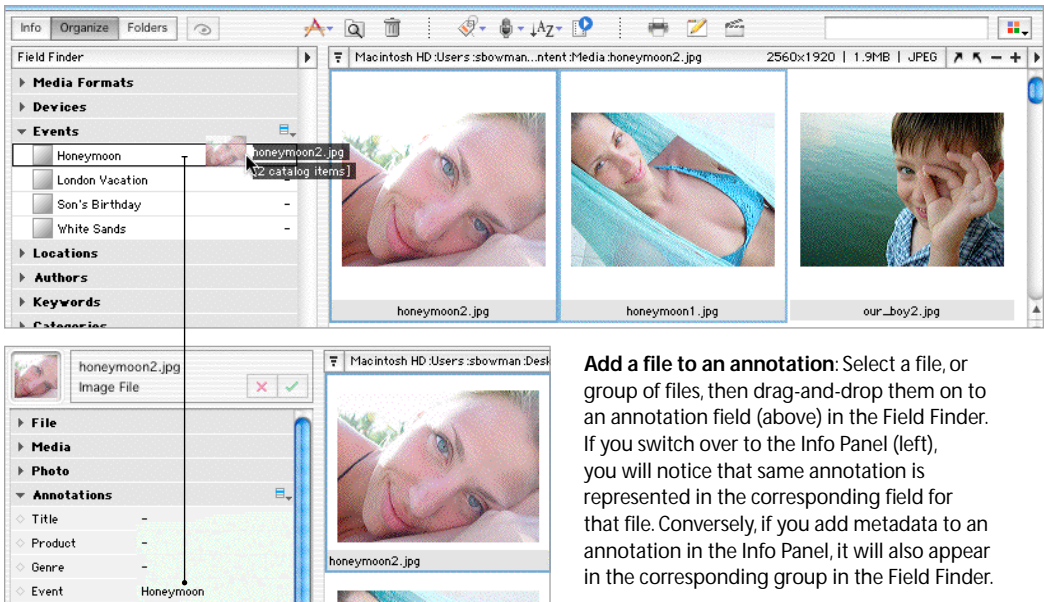 Info Organize Folders
AZ
Field Finder
Macintosh HD:Users:sbowman...ntent:Media:honeymoon2.jpg 2560x1920 | 1.9MB | JPEG
Media Formats
Devices
Events
Honeymoon
honeymoon2.jpg
[2 catalog items]
London Vacation -
Son's Birthday -
White Sands -
Locations
Authors
Keywords
Categories
honeymoon2.jpg
honeymoon1.jpg
our_boy2.jpg
honeymoon2.jpg
Image File
File
Media
Photo
Annotations
Title -
Product -
Genre -
Event Honeymoon
Macintosh HD:Users:sbowman:Desk
honeymoon2.jpg
Add a file to an annotation: Select a file, or
group of files, then drag-and-drop them on to
an annotation field (above) in the Field Finder.
If you switch over to the Info Panel (left),
you will notice that same annotation is
represented in the corresponding field for
that file. Conversely, if you add metadata to an
annotation in the Info Panel, it will also appear
in the corresponding group in the Field Finder.